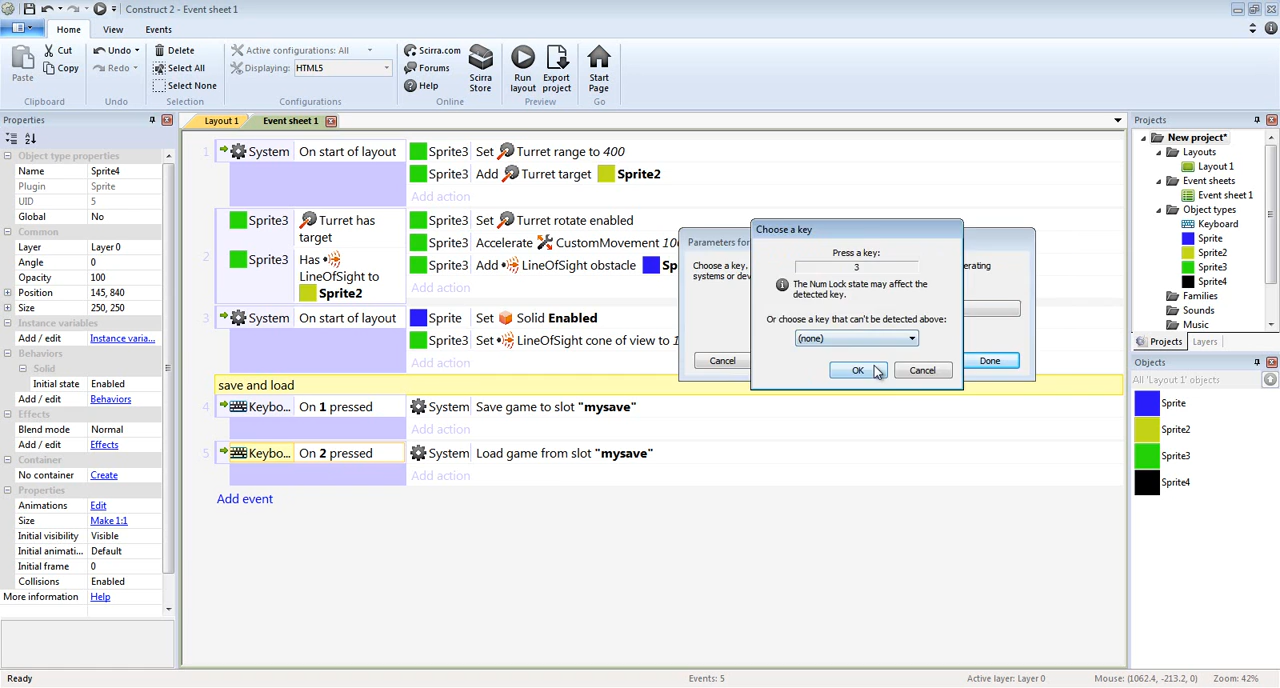 Construct 2 - Event sheet 1
Home
View
Events
Paste
Cut
Copy
Clipboard
Undo
Redo
Undo
Delete
Select All
Select None
Selection
Active configurations: All
Displaying:
HTML5
Configurations
Scirra.com
Forums
Help
Scirra Store
Online
Run layout
Export project
Preview
Start Page
Go
Properties
Object type properties
Name
Sprite4
Plugin
Sprite
UID
5
Global
No
Common
Layer
Layer 0
Angle
0
Opacity
100
Position
145, 840
Size
250, 250
Instance variables
Add / edit
Instance varia...
Behaviors
Solid
Initial state
Enabled
Add / edit
Behaviors
Effects
Blend mode
Normal
Add / edit
Effects
Container
No container
Create
Properties
Animations
Edit
Size
Make 1:1
Initial visibility
Visible
Initial animati...
Default
Initial frame
0
Collisions
Enabled
More information
Help
Layout 1
Event sheet 1
1
System
On start of layout
Sprite3
Set Turret range to 400
Sprite3
Add Turret target Sprite2
Add action
2
Sprite3
Turret has target
Sprite3
Has LineOfSight to Sprite2
Sprite3
Set Turret rotate enabled
Sprite3
Accelerate CustomMovement
Sprite3
Add LineOfSight obstacle
Add action
3
System
On start of layout
Sprite
Set Solid Enabled
Sprite3
Set LineOfSight cone of view to
Add action
save and load
4
Keybo...
On 1 pressed
System
Save game to slot "mysave"
Add action
5
Keybo...
On 2 pressed
System
Load game from slot "mysave"
Add action
Add event
Parameters for
Choose a key.
erating
systems or dev
Cancel
Done
Choose a key
Press a key:
3
The Num Lock state may affect the
detected key.
Or choose a key that can't be detected above:
(none)
OK
Cancel
Projects
New project*
Layouts
Layout 1
Event sheets
Event sheet 1
Object types
Keyboard
Sprite
Sprite2
Sprite3
Sprite4
Families
Sounds
Music
Projects
Layers
Objects
All 'Layout 1' objects
Sprite
Sprite2
Sprite3
Sprite4
Ready
Events: 5
Active layer: Layer 0
Mouse: (1062.4, -213.2, 0)
Zoom: 42%